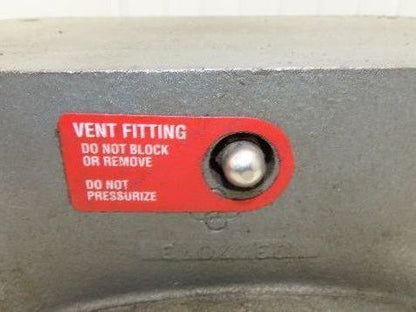 VENT FITTING
DO NOT BLOCK
OR REMOVE
DO NOT
PRESSURIZE